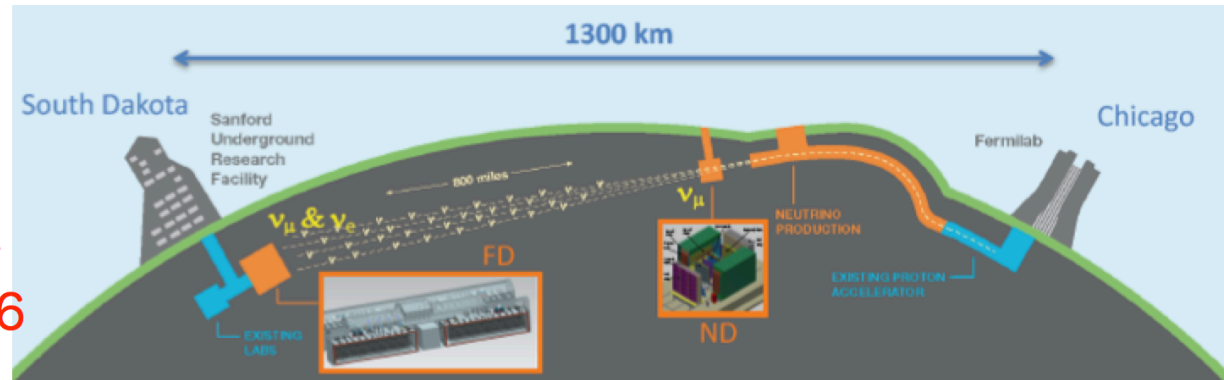 1300 km
South Dakota
Sanford
Underground
Research
Facility
Chicago
Fermilab
800 miles
νμ & νe
νμ
NEUTRINO
PRODUCTION
FD
EXISTING PROTON
ACCELERATOR
6
EXISTING
LABS
ND